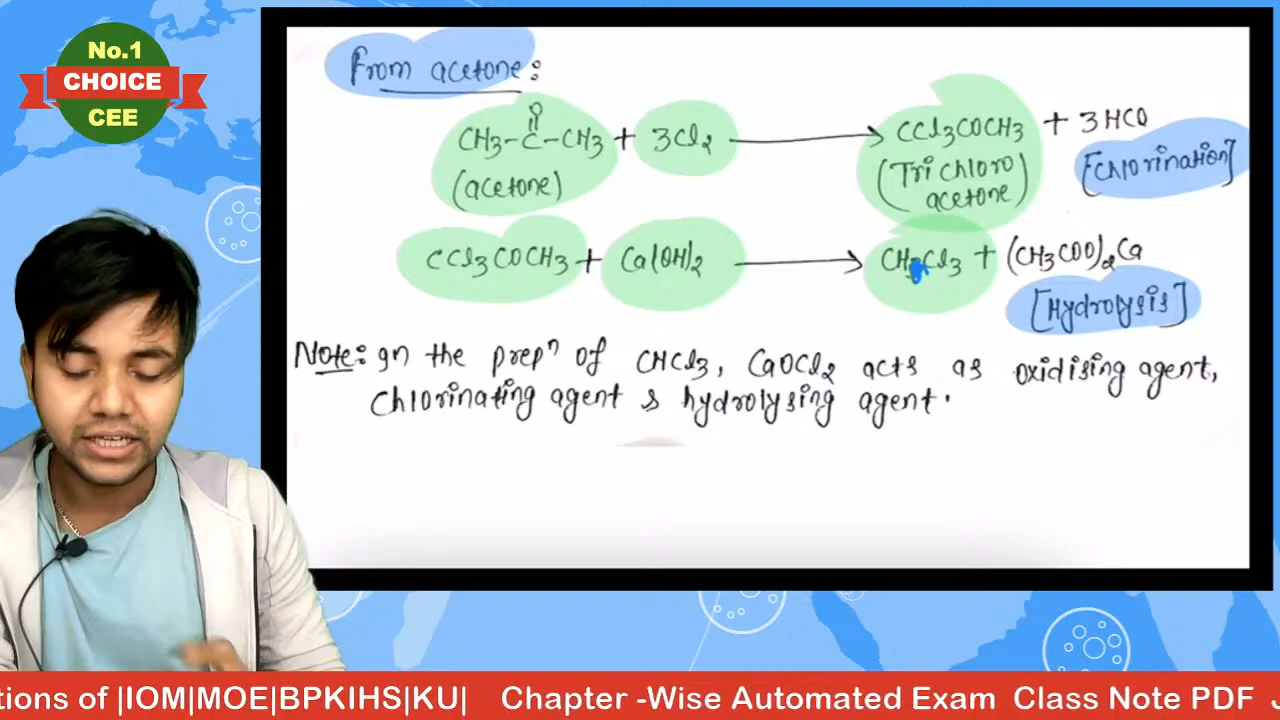 No.1
CHOICE
CEE
From acetone:
O
CH3-C-CH3 + 3Cl2 → CCl3COCH3 + 3HCl
(acetone) (Trichloro acetone) [Chlorination]
CCl3COCH3 + Ca(OH)2 → CHCl3 + (CH3COO)2Ca
[Hydrolysis]
Note: In the prepn of CHCl3, CaOCl2 acts as oxidising agent,
Chlorinating agent & hydrolysing agent.
tions of |IOM|MOE|BPKIHS|KU| Chapter -Wise Automated Exam Class Note PDF J